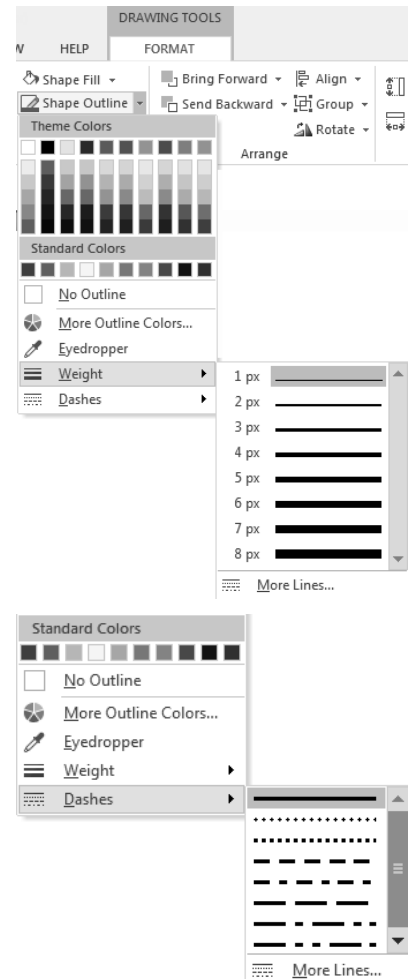 DRAWING TOOLS
W HELP FORMAT
Shape Fill Bring Forward Align
Shape Outline Send Backward Group
Theme Colors Rotate
Arrange
Standard Colors
No Outline
More Outline Colors...
Eyedropper
Weight
Dashes
1 px
2 px
3 px
4 px
5 px
6 px
7 px
8 px
More Lines...
Standard Colors
No Outline
More Outline Colors...
Eyedropper
Weight
Dashes
More Lines...